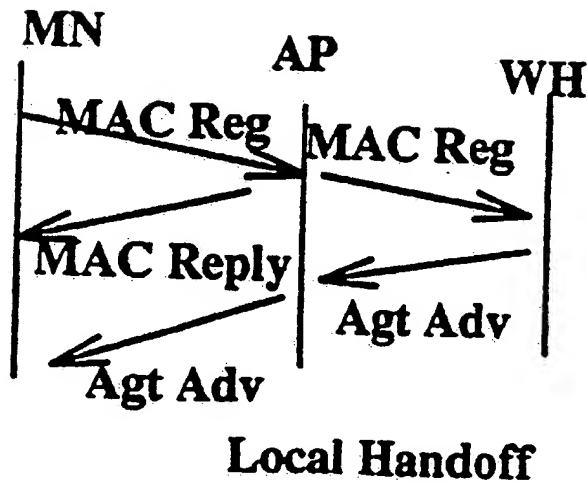 MN
AP
WH
MAC Reg
MAC Reg
MAC Reply
Agt Adv
Agt Adv
Local Handoff